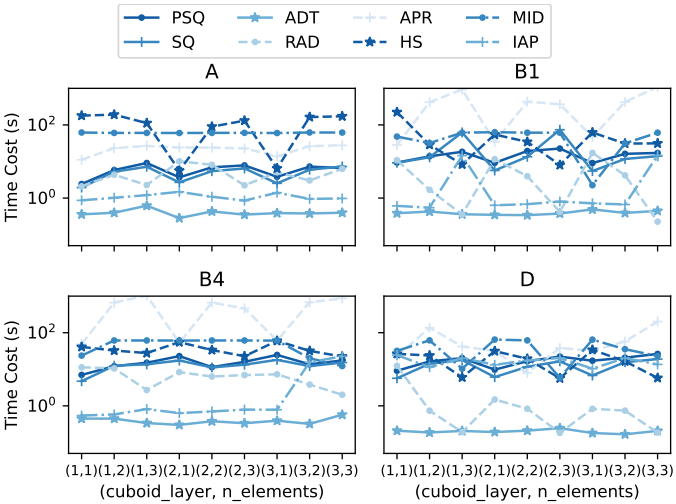 PSQ ADT APR MID
SQ RAD HS IAP
A B1
10² 
Time Cost (s)
10⁰
B4 D
10²
Time Cost (s)
10⁰
(1,1)(1,2)(1,3)(2,1)(2,2)(2,3)(3,1)(3,2)(3,3) (1,1)(1,2)(1,3)(2,1)(2,2)(2,3)(3,1)(3,2)(3,3)
(cuboid_layer, n_elements) (cuboid_layer, n_elements)